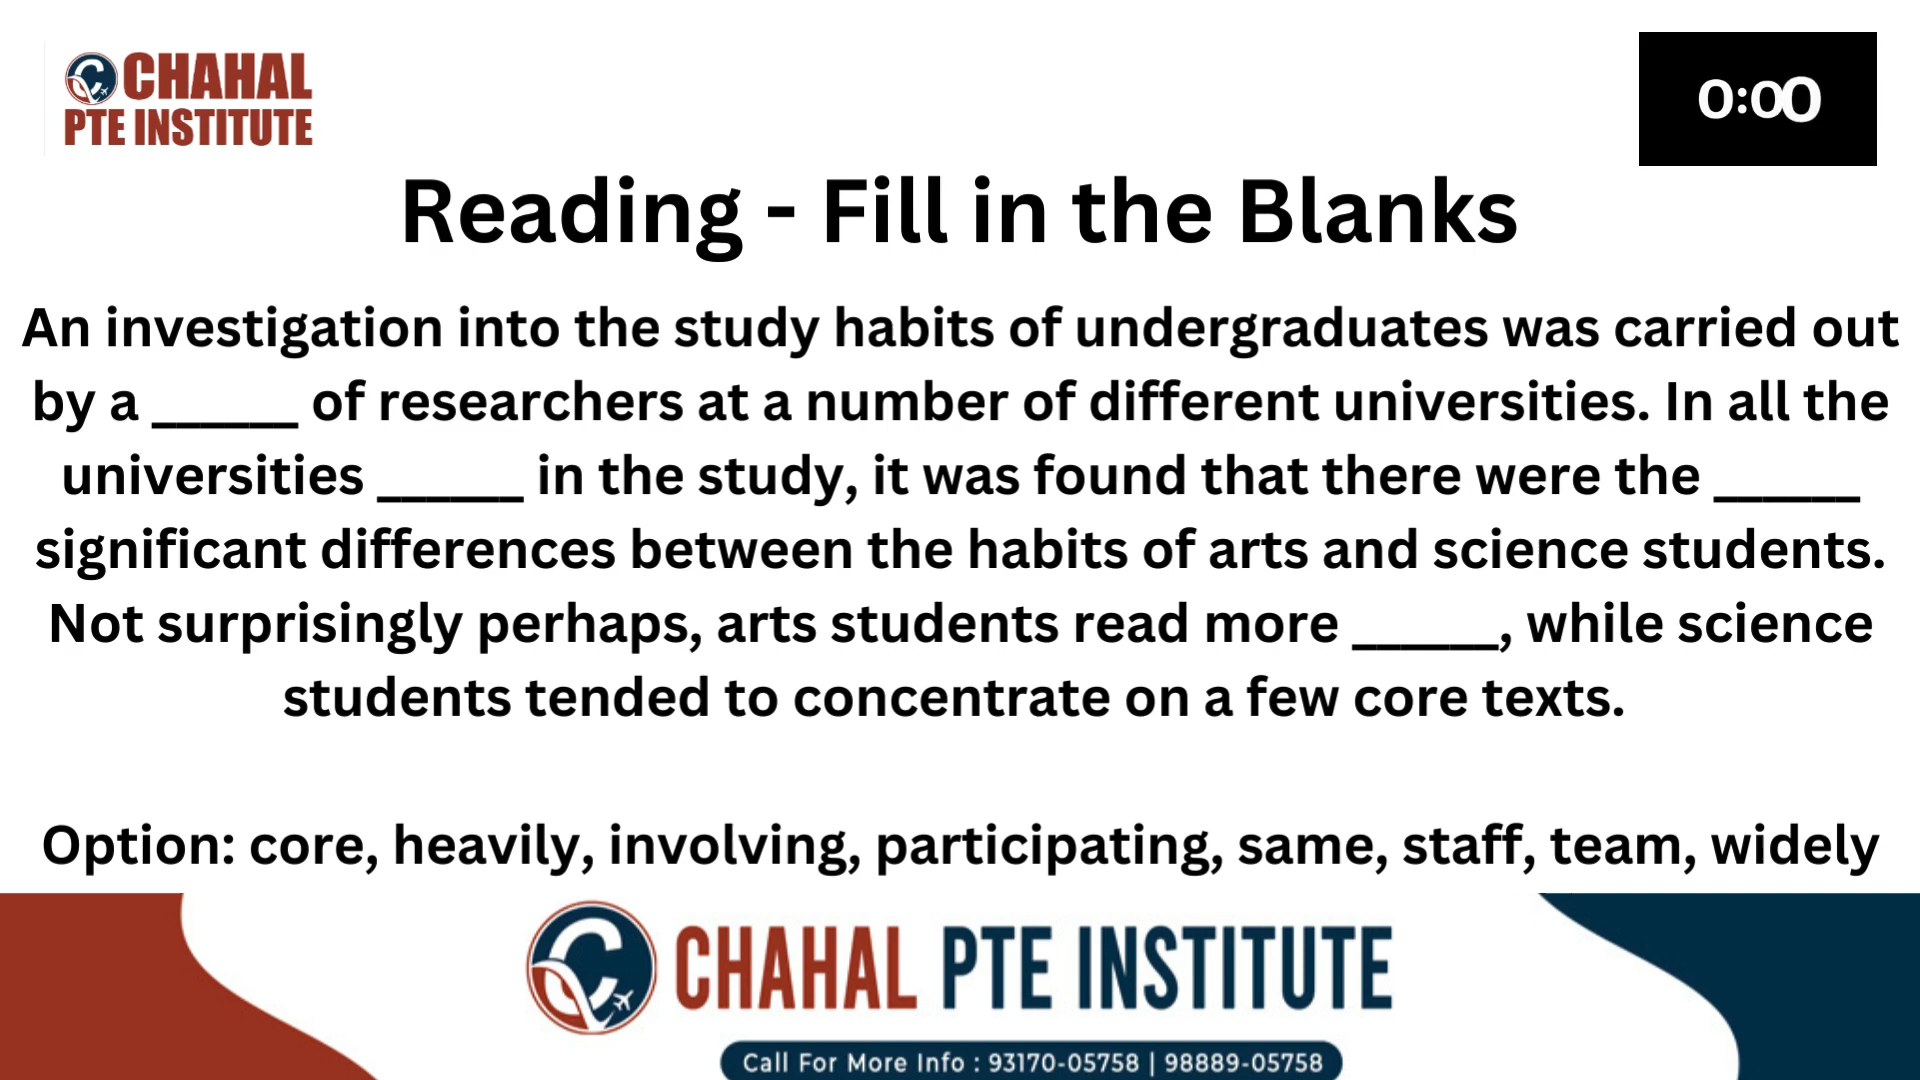 CHAHAL
PTE INSTITUTE
0:00
Reading - Fill in the Blanks
An investigation into the study habits of undergraduates was carried out
by a ______ of researchers at a number of different universities. In all the
universities ______ in the study, it was found that there were the ______
significant differences between the habits of arts and science students.
Not surprisingly perhaps, arts students read more ______, while science
students tended to concentrate on a few core texts.
Option: core, heavily, involving, participating, same, staff, team, widely
CHAHAL PTE INSTITUTE
Call For More Info : 93170-05758 | 98889-05758